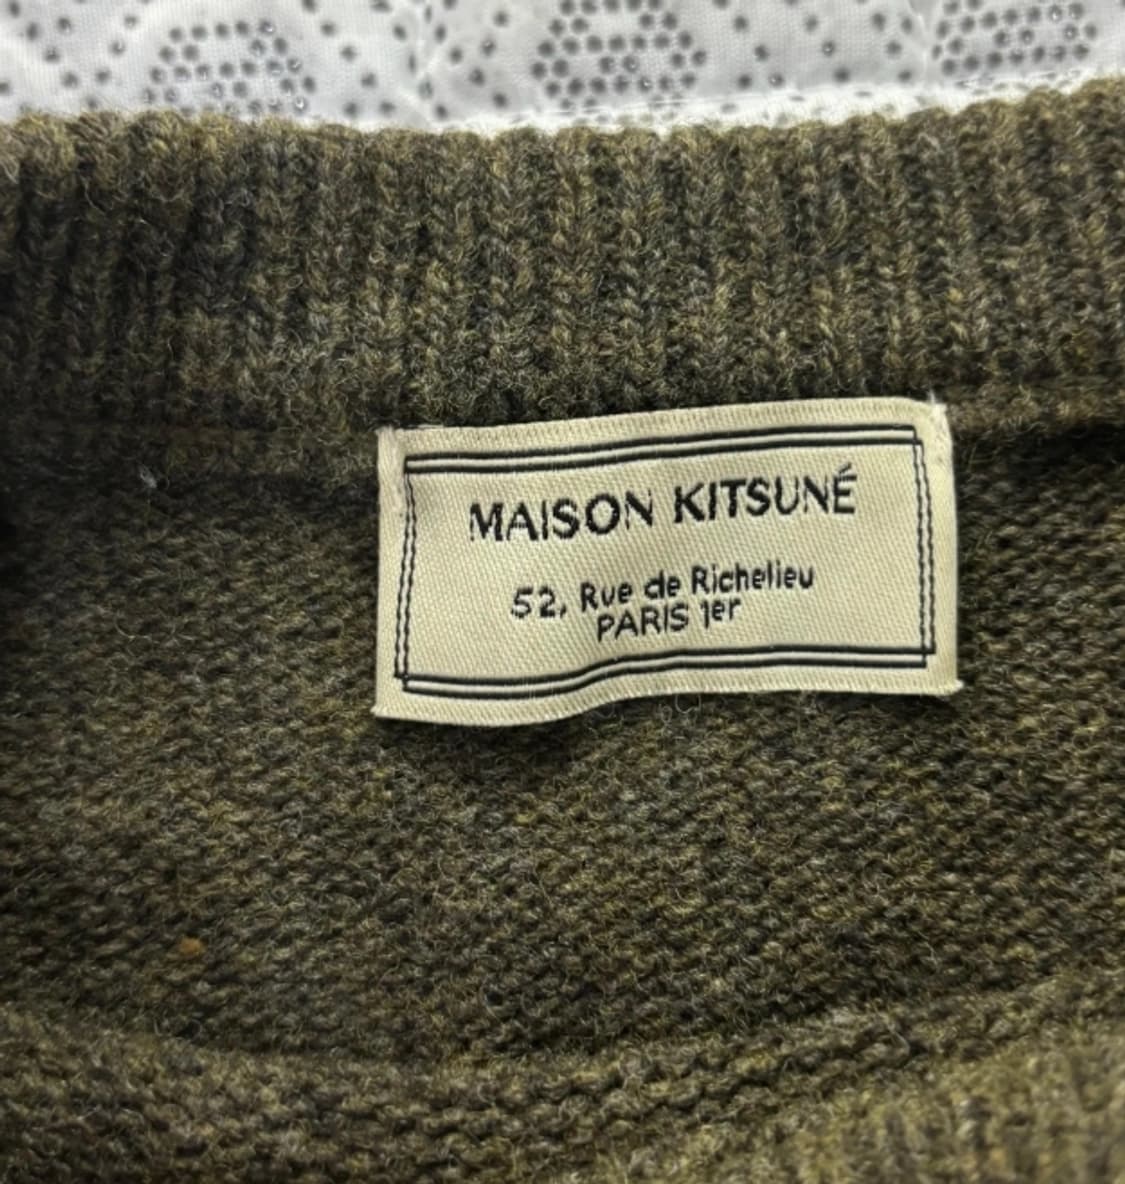 MAISON KITSUNÉ
52, Rue de Richelieu
PARIS 1er